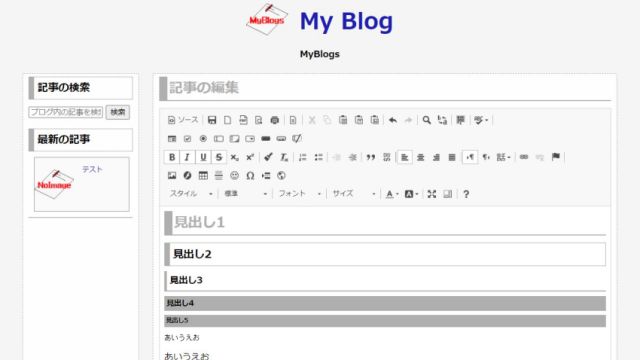 MyBlogs
My Blog
MyBlogs
記事の検索
ブログ内の記事を検
検索
最新の記事
NoImage
テスト
記事の編集
ソース
B I U S x₂ x² Ix
スタイル 標準 フォント サイズ A A ?
見出し1
見出し2
見出し3
見出し4
見出し5
あいうえお
あいうえお